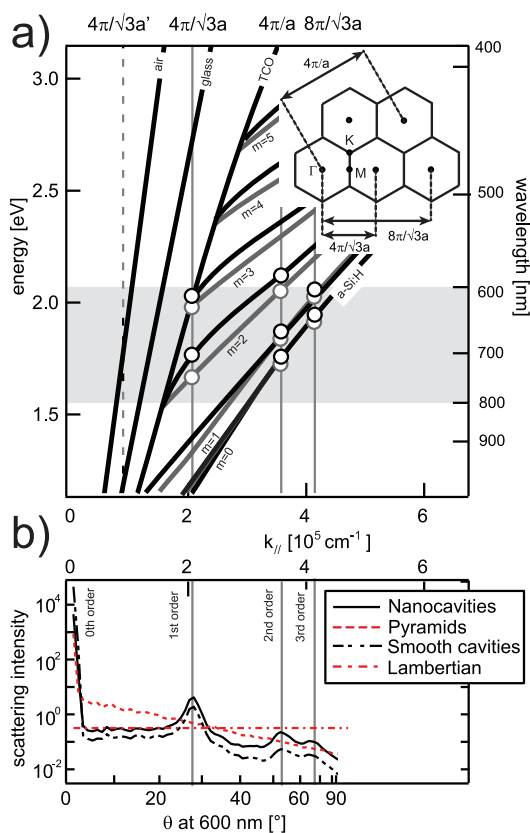 a)
4π/√3a' 4π/√3a 4π/a 8π/√3a
air
glass
TCO
a-Si:H
m=5
m=4
m=3
m=2
m=1
m=0
4π/a
K
Γ
M
4π/√3a
8π/√3a
3.0
2.5
2.0
1.5
energy [eV]
400
500
600
700
800
900
wavelength [nm]
0 2 4 6
k// [10⁵ cm⁻¹]
b)
0 2 4 6
0th order
1st order
2nd order
3rd order
Nanocavities
Pyramids
Smooth cavities
Lambertian
10⁴
10²
10⁰
10⁻²
scattering intensity
0 20 40 60 90
θ at 600 nm [°]